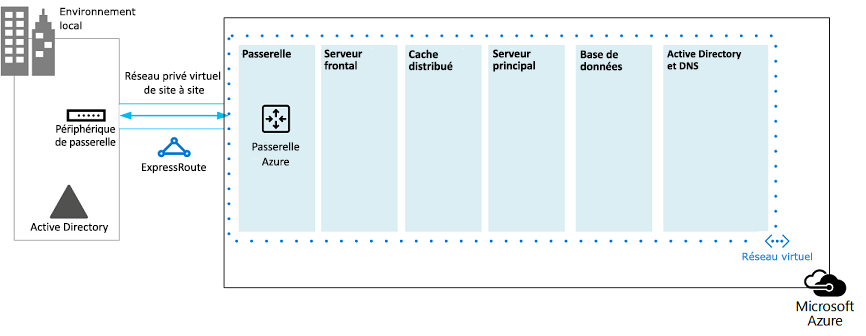 Environnement
local
Réseau privé virtuel
de site à site
Périphérique
de passerelle
ExpressRoute
Active Directory
Passerelle
Passerelle
Azure
Serveur
frontal
Cache
distribué
Serveur
principal
Base de
données
Active Directory
et DNS
Réseau virtuel
Microsoft
Azure